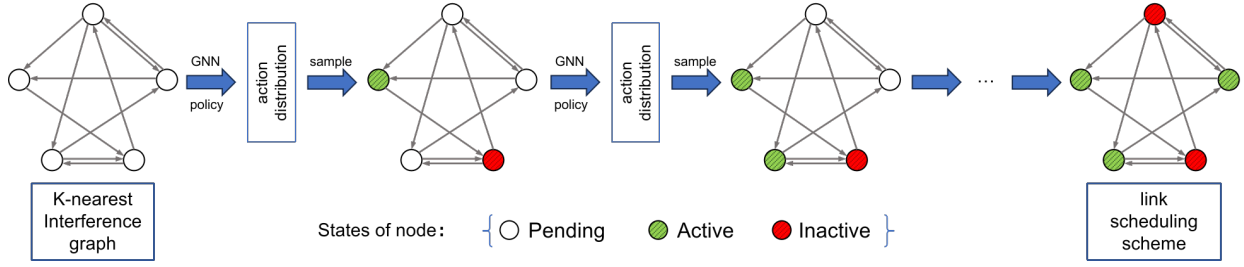 GNN
policy
action
distribution
sample
GNN
policy
action
distribution
sample
...
K-nearest
Interference
graph
States of node:
Pending
Active
Inactive
link
scheduling
scheme